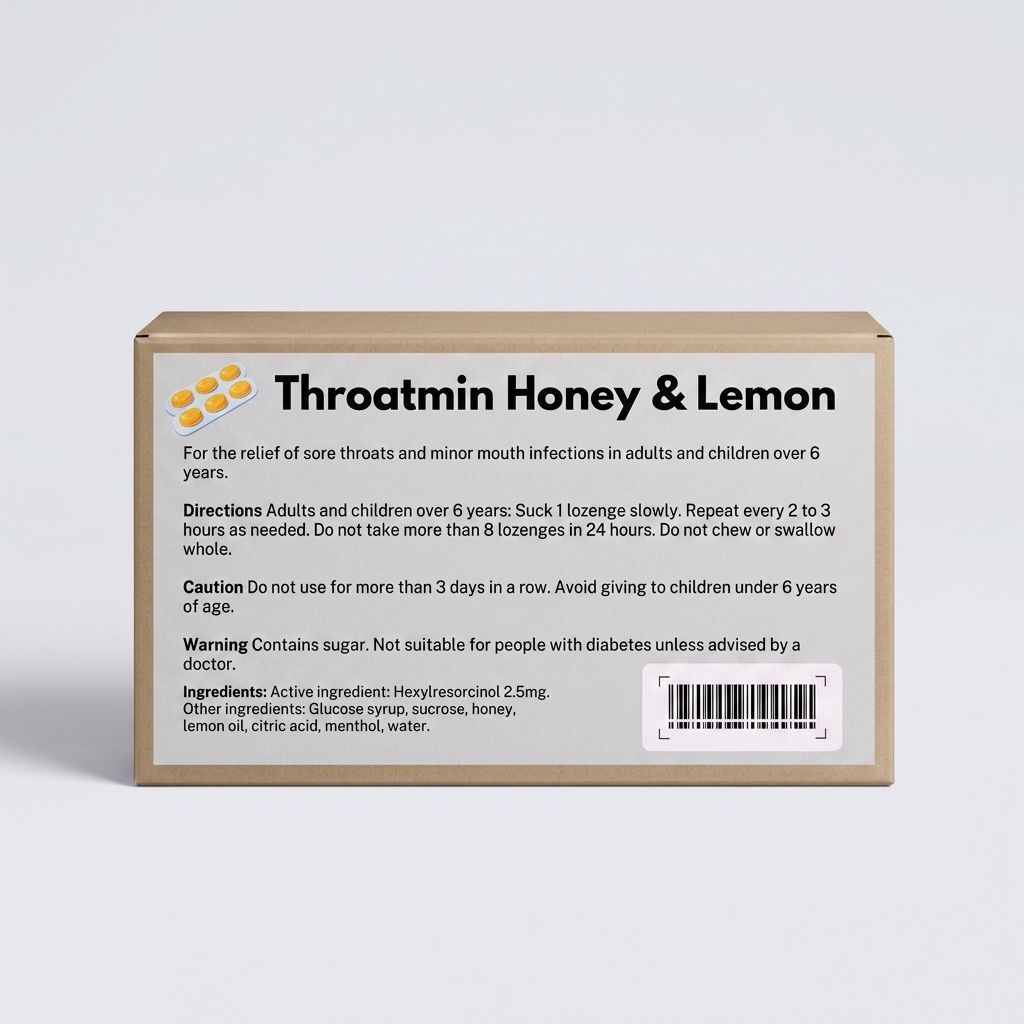 Throatmin Honey & Lemon
For the relief of sore throats and minor mouth infections in adults and children over 6
years.
Directions Adults and children over 6 years: Suck 1 lozenge slowly. Repeat every 2 to 3
hours as needed. Do not take more than 8 lozenges in 24 hours. Do not chew or swallow
whole.
Caution Do not use for more than 3 days in a row. Avoid giving to children under 6 years
of age.
Warning Contains sugar. Not suitable for people with diabetes unless advised by a
doctor.
Ingredients: Active ingredient: Hexylresorcinol 2.5mg.
Other ingredients: Glucose syrup, sucrose, honey,
lemon oil, citric acid, menthol, water.